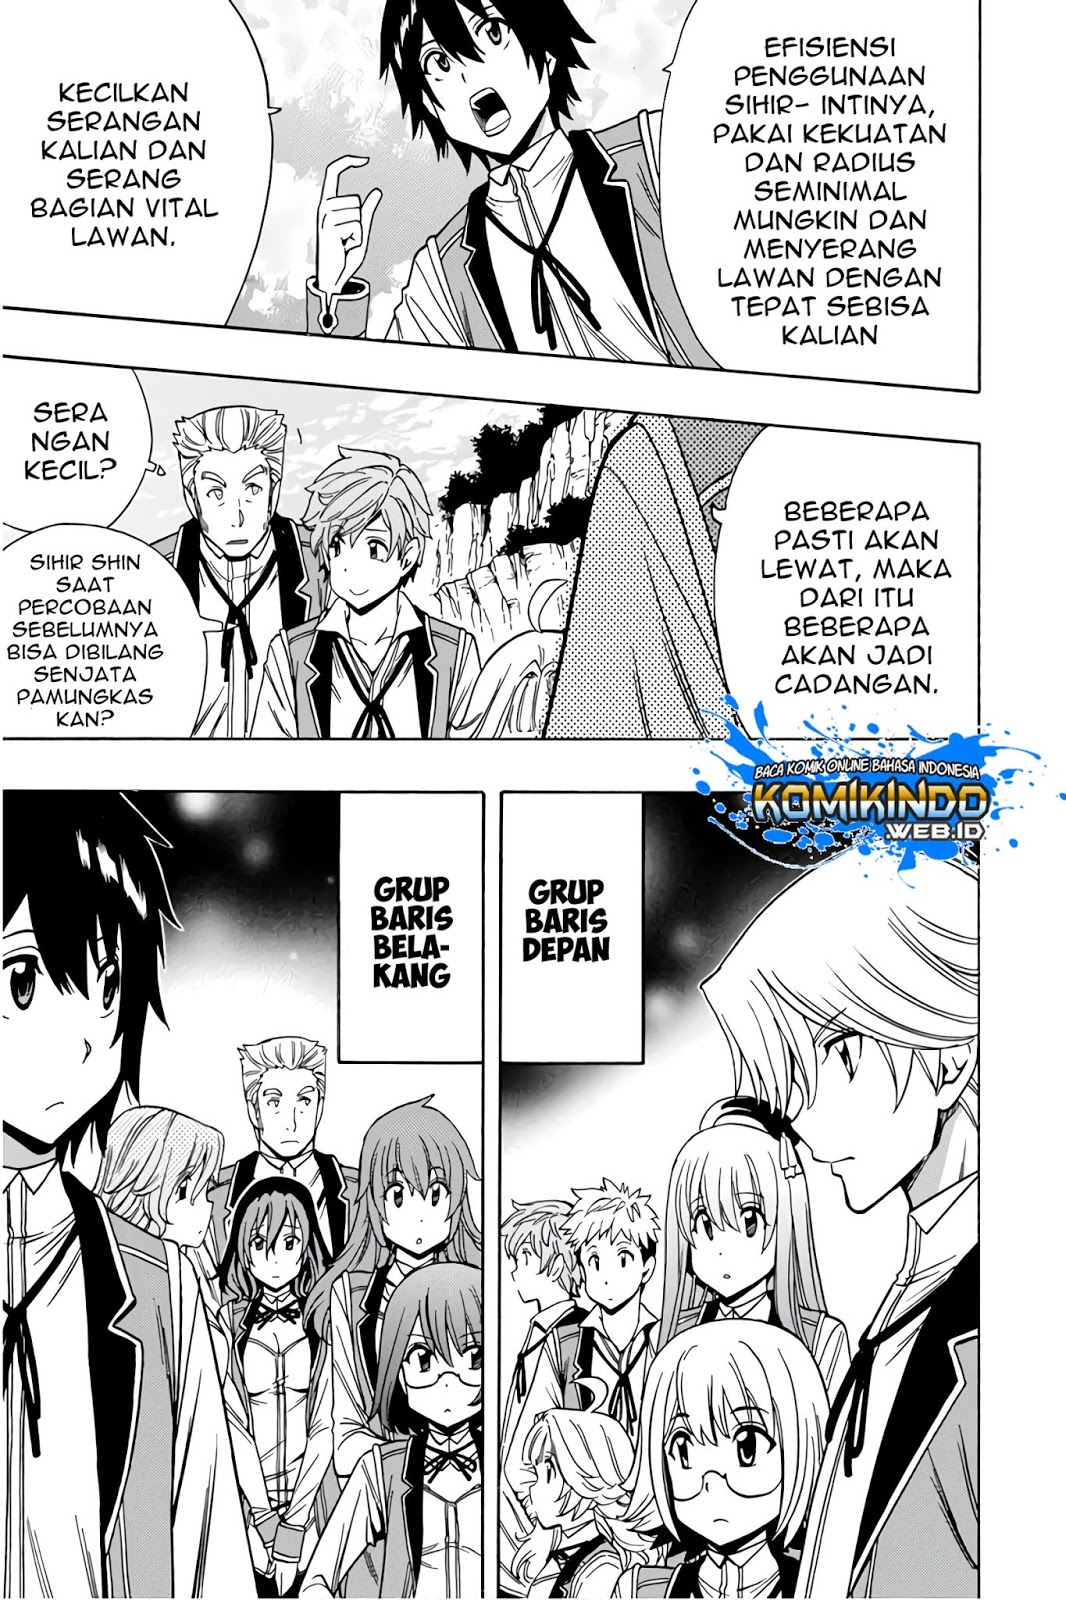 EFISIENSI
PENGGUNAAN
SIHIR- INTINYA,
PAKAI KEKUATAN
DAN RADIUS
SEMINIMAL
MUNGKIN DAN
MENYERANG
LAWAN DENGAN
TEPAT SEBISA
KALIAN
KECILKAN
SERANGAN
KALIAN DAN
SERANG
BAGIAN VITAL
LAWAN.
BEBERAPA
PASTI AKAN
LEWAT, MAKA
DARI ITU
BEBERAPA
AKAN JADI
CADANGAN.
SERA
NGAN
KECIL?
SIHIR SHIN
SAAT
PERCOBAAN
SEBELUMNYA
BISA DIBILANG
SENJATA
PAMUNGKAS
KAN?
BACA KOMIK ONLINE BAHASA INDONESIA
KOMIKINDO
.WEB.ID
GRUP
BARIS
DEPAN
GRUP
BARIS
BELA-
KANG